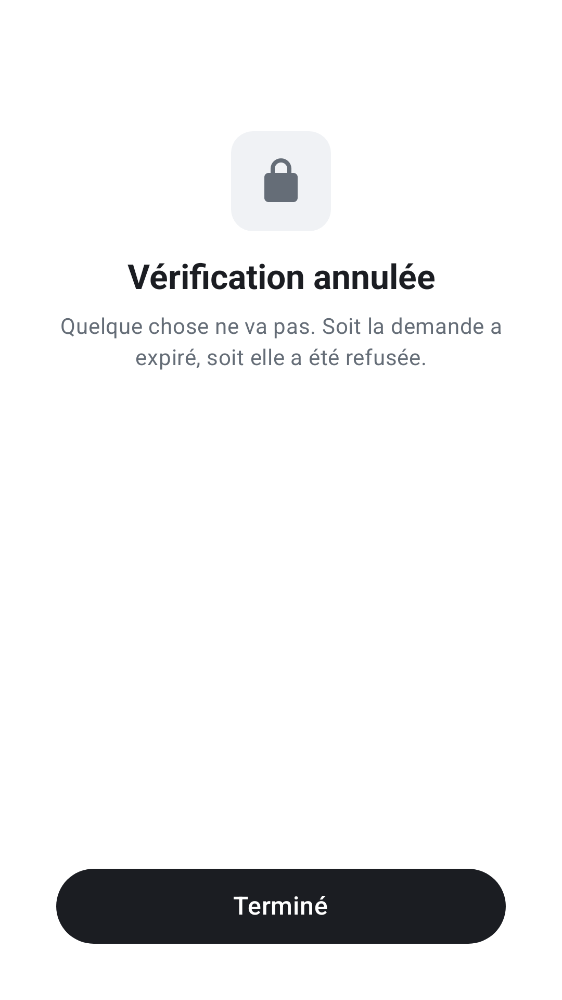 Vérification annulée
Quelque chose ne va pas. Soit la demande a
expiré, soit elle a été refusée.
Terminé